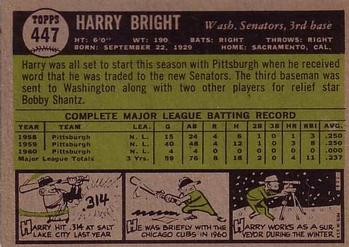 TOPPS
447
HARRY BRIGHT
Wash. Senators, 3rd base
HT: 6'0" WT: 190 BATS: RIGHT THROWS: RIGHT
BORN: SEPTEMBER 22, 1929 HOME: SACRAMENTO, CAL.
Harry was all set to start this season with Pittsburgh when he received
word that he was traded to the new Senators. The third baseman was
sent to Washington along with two other players for relief star
Bobby Shantz.
COMPLETE MAJOR LEAGUE BATTING RECORD
YEAR TEAM LEA. G AB R H 2B 3B HR RBI AVG.
1958 Pittsburgh N.L. 15 24 4 6 1 0 1 3 .250
1959 Pittsburgh N.L. 40 48 4 12 1 0 3 8 .250
1960 Pittsburgh N.L. 4 4 0 0 0 0 0 0 .000
Major League Totals 3 Yrs. 59 76 8 18 2 0 4 11 .237
314
HARRY HIT .314 AT SALT
LAKE CITY LAST YEAR
HE WAS BRIEFLY WITH THE
CHICAGO CUBS IN 1960
HARRY WORKS AS A SUR-
VEYOR DURING THE WINTER